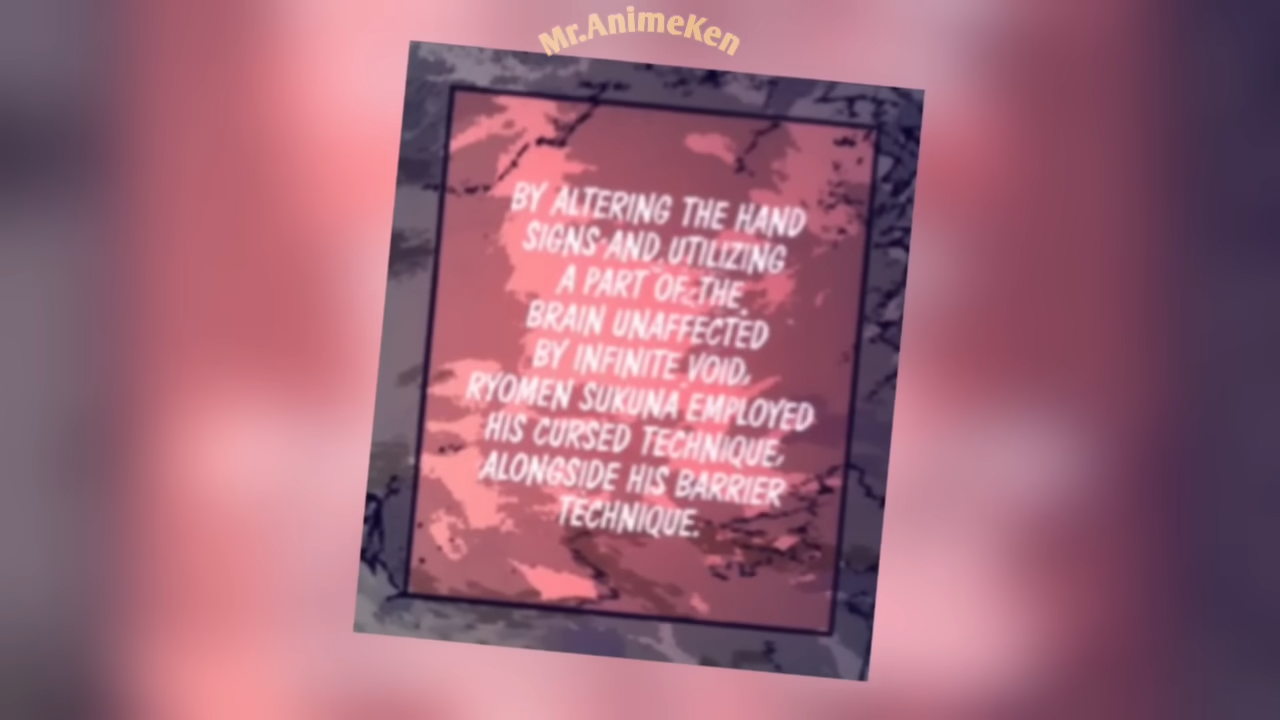 Mr.AnimeKen
BY ALTERING THE HAND
SIGNS AND UTILIZING
A PART OF THE
BRAIN UNAFFECTED
BY INFINITE VOID,
RYOMEN SUKUNA EMPLOYED
HIS CURSED TECHNIQUE,
ALONGSIDE HIS BARRIER
TECHNIQUE.